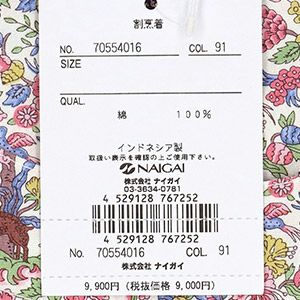 割烹着
NO. 70554016 COL. 91
SIZE
QUAL.
綿 100%
インドネシア製
取扱い表示を確認の上ご使用下さい。
NAIGAI
株式会社 ナイガイ
03-3634-0781
4 529128 767252
4 529128 767252
No. 70554016 COL. 91
株式会社 ナイガイ
9,900円 (税抜価格 9,000円)